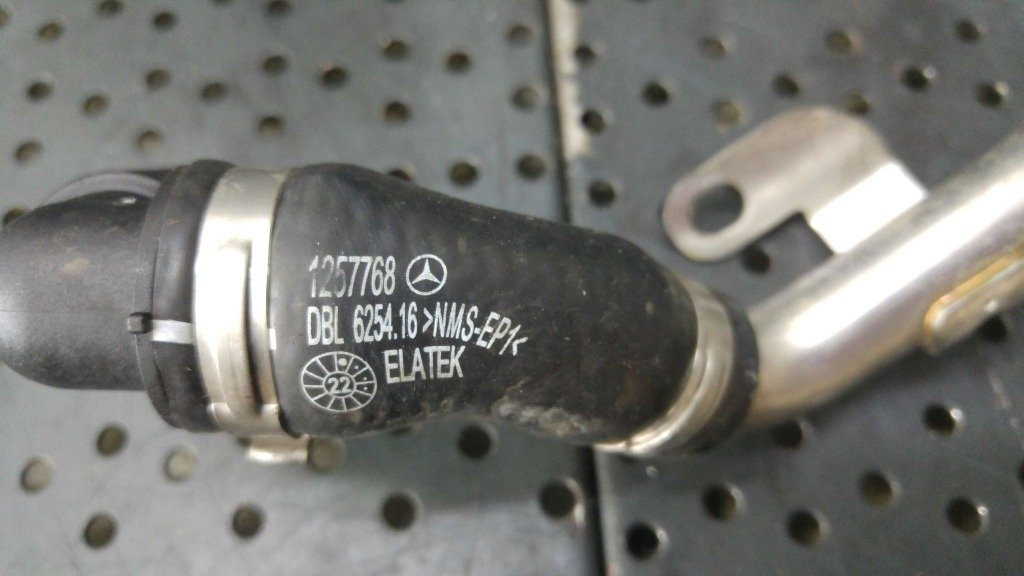 1257768
DBL 6254.16 >NMS-EP1<
ELATEK
22